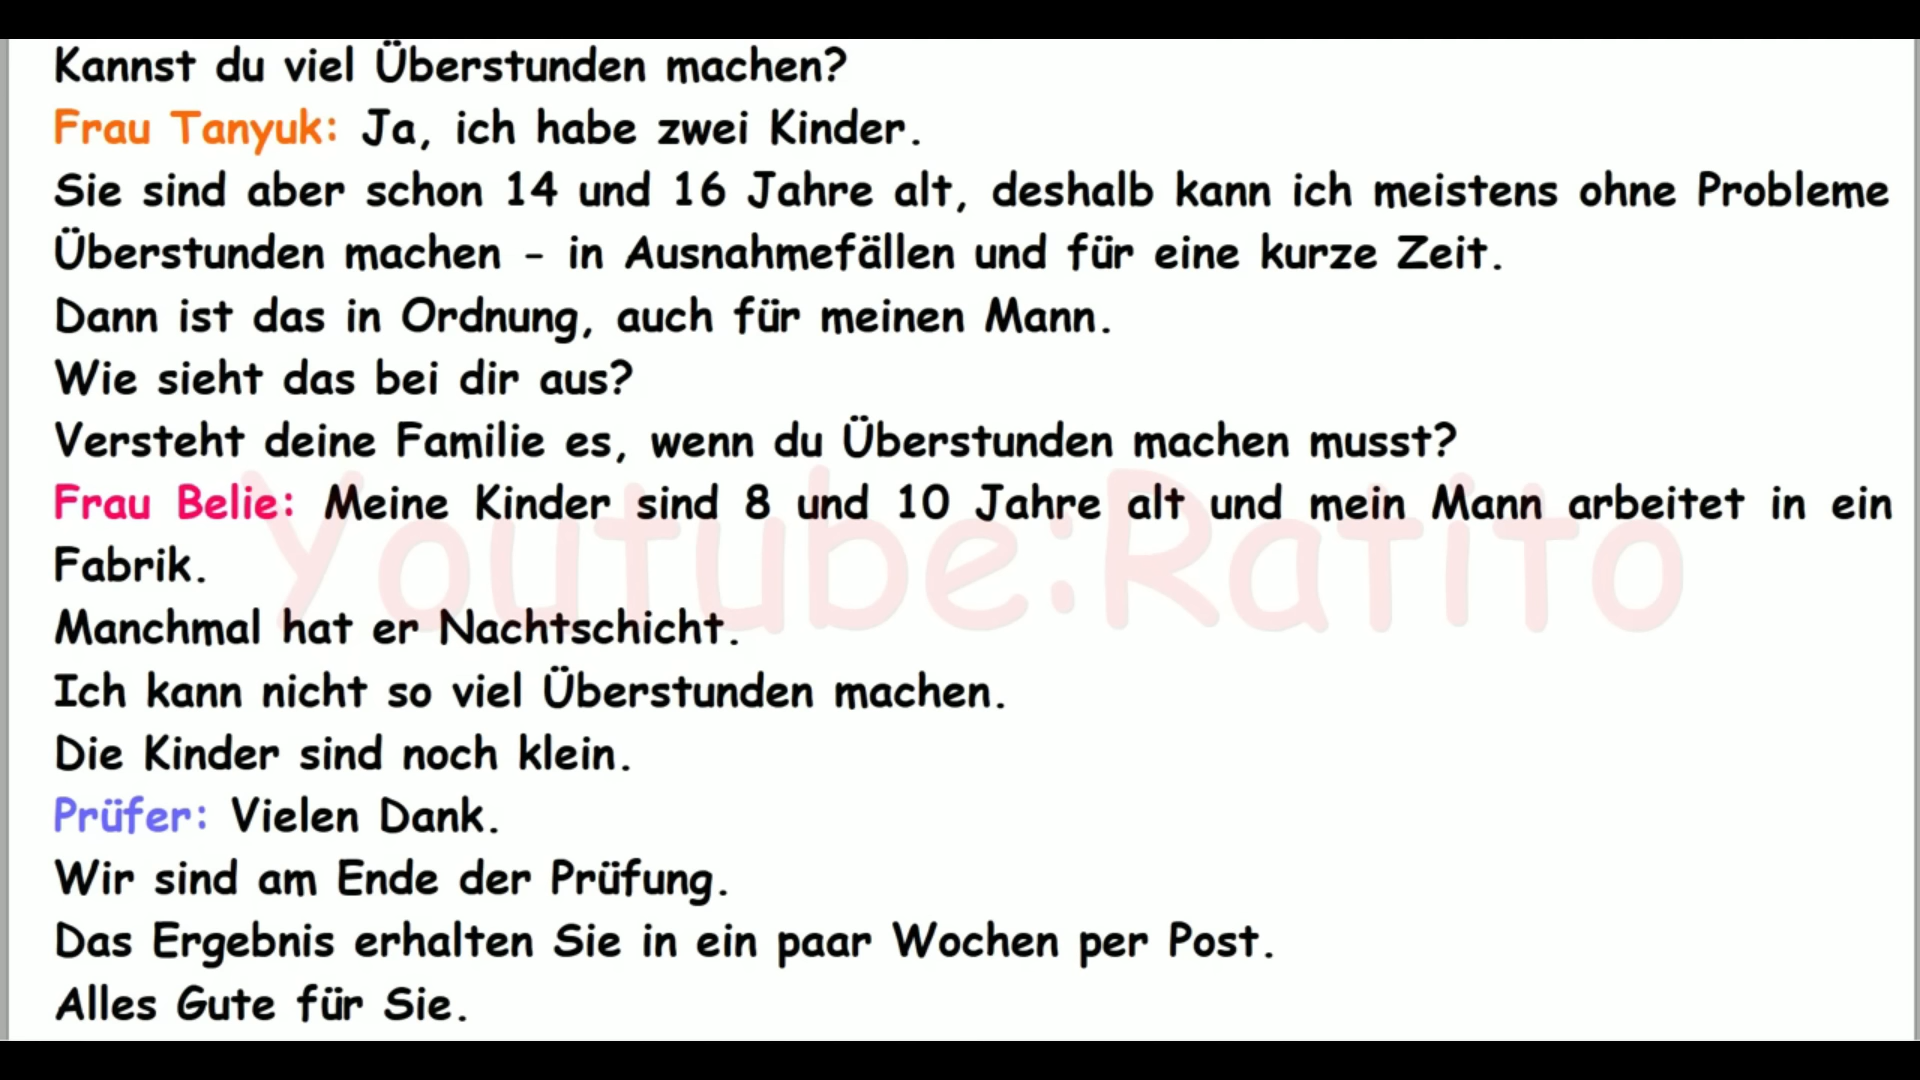 Kannst du viel Überstunden machen?
Frau Tanyuk: Ja, ich habe zwei Kinder.
Sie sind aber schon 14 und 16 Jahre alt, deshalb kann ich meistens ohne Probleme
Überstunden machen - in Ausnahmefällen und für eine kurze Zeit.
Dann ist das in Ordnung, auch für meinen Mann.
Wie sieht das bei dir aus?
Versteht deine Familie es, wenn du Überstunden machen musst?
Frau Belie: Meine Kinder sind 8 und 10 Jahre alt und mein Mann arbeitet in ein
Fabrik.
Youtube:Ratito
Manchmal hat er Nachtschicht.
Ich kann nicht so viel Überstunden machen.
Die Kinder sind noch klein.
Prüfer: Vielen Dank.
Wir sind am Ende der Prüfung.
Das Ergebnis erhalten Sie in ein paar Wochen per Post.
Alles Gute für Sie.